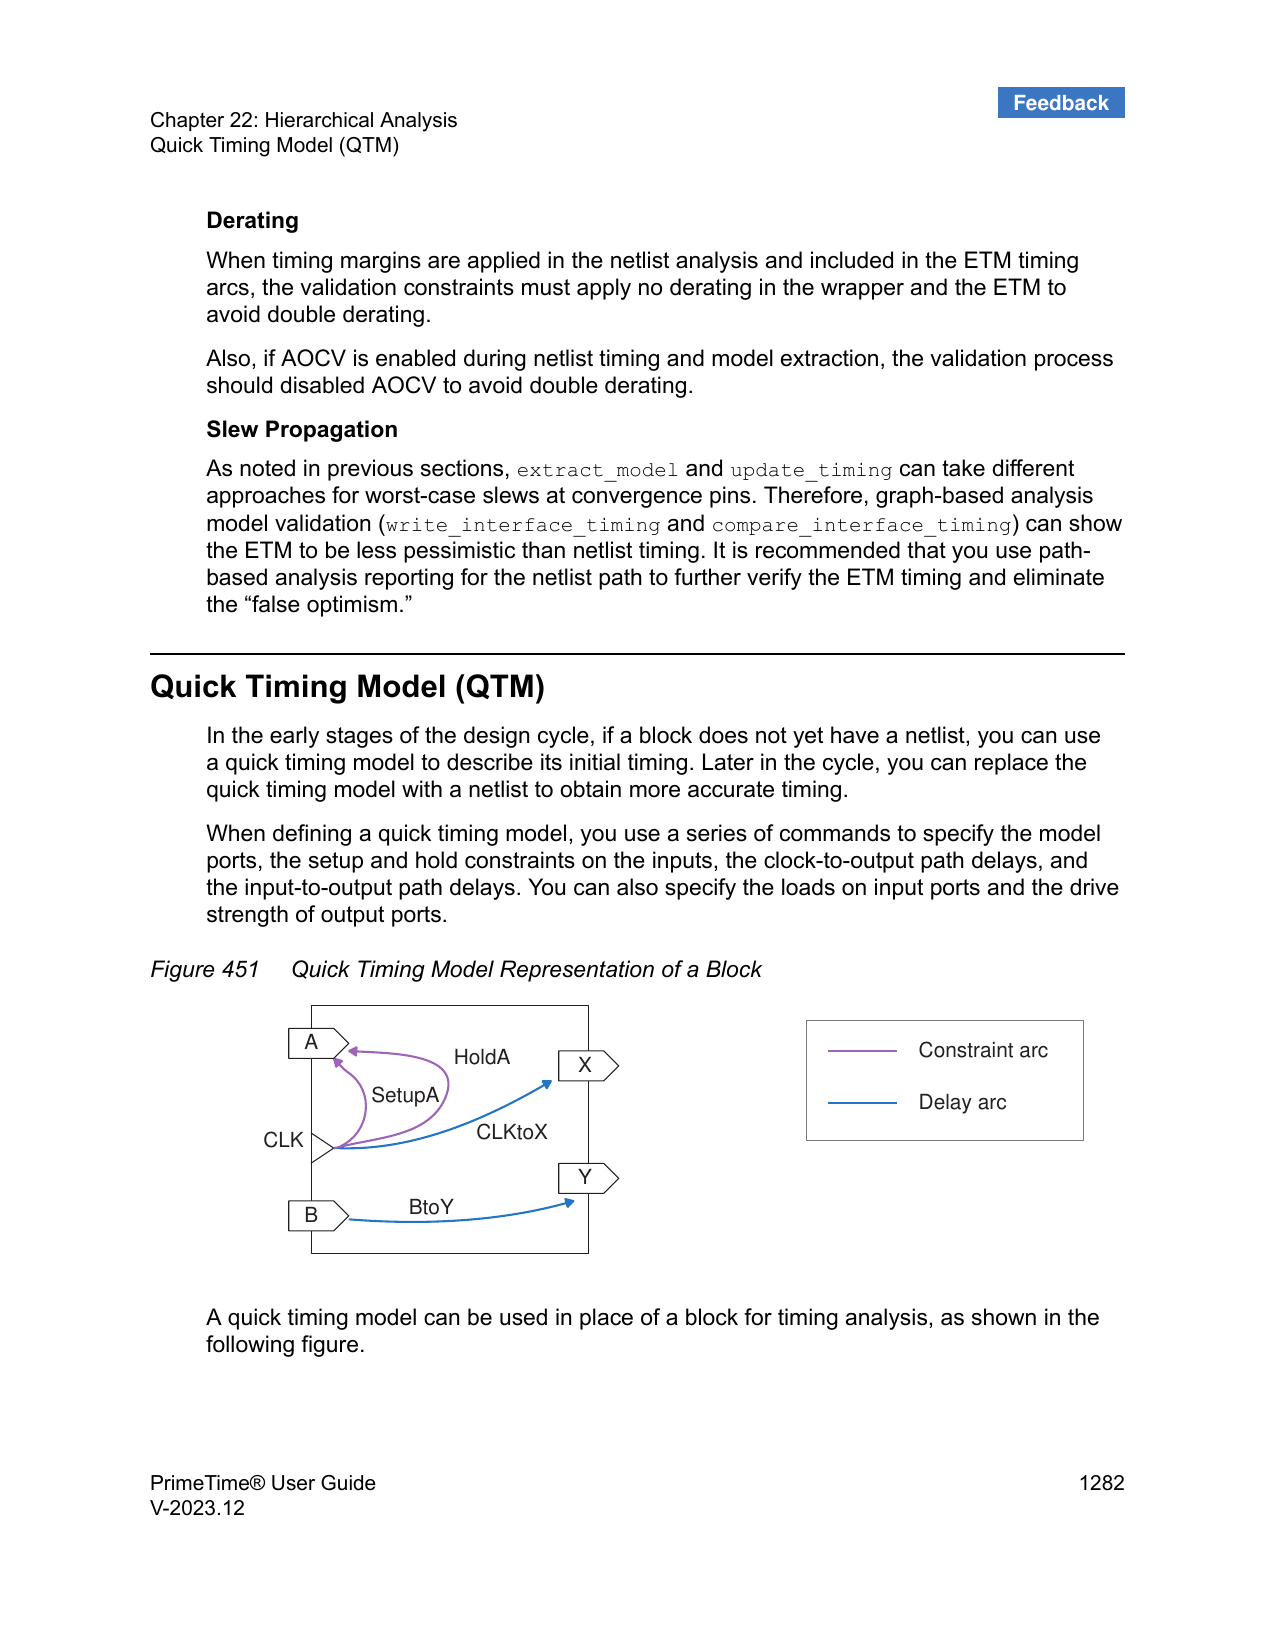 Feedback
Chapter 22: Hierarchical Analysis
Quick Timing Model (QTM)
Derating
When timing margins are applied in the netlist analysis and included in the ETM timing
arcs, the validation constraints must apply no derating in the wrapper and the ETM to
avoid double derating.
Also, if AOCV is enabled during netlist timing and model extraction, the validation process
should disabled AOCV to avoid double derating.
Slew Propagation
As noted in previous sections, extract_model and update_timing can take different
approaches for worst-case slews at convergence pins. Therefore, graph-based analysis
model validation (write_interface_timing and compare_interface_timing) can show
the ETM to be less pessimistic than netlist timing. It is recommended that you use path-
based analysis reporting for the netlist path to further verify the ETM timing and eliminate
the “false optimism.”
Quick Timing Model (QTM)
In the early stages of the design cycle, if a block does not yet have a netlist, you can use
a quick timing model to describe its initial timing. Later in the cycle, you can replace the
quick timing model with a netlist to obtain more accurate timing.
When defining a quick timing model, you use a series of commands to specify the model
ports, the setup and hold constraints on the inputs, the clock-to-output path delays, and
the input-to-output path delays. You can also specify the loads on input ports and the drive
strength of output ports.
Figure 451 Quick Timing Model Representation of a Block
A
HoldA
X
SetupA
CLK
CLKtoX
Y
B
BtoY
Constraint arc
Delay arc
A quick timing model can be used in place of a block for timing analysis, as shown in the
following figure.
PrimeTime® User Guide 1282
V-2023.12